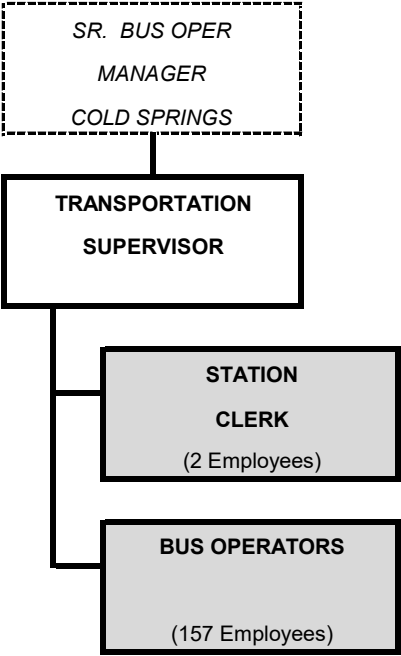 SR. BUS OPER
MANAGER
COLD SPRINGS
TRANSPORTATION
SUPERVISOR
STATION
CLERK
(2 Employees)
BUS OPERATORS
(157 Employees)